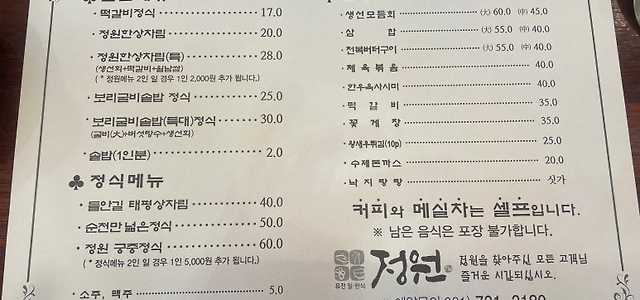 · 떡갈비정식 17.0
· 정원한상차림 20.0
· 정원한상차림(특) 28.0
(생선회+떡갈비+월남쌈)
( * 정원메뉴 2인 일 경우 1인 2,000원 추가 됩니다.)
· 보리굴비솥밥 정식 25.0
· 보리굴비솥밥(특대)정식 30.0
(굴비(大)+버섯탕수+생선회)
· 솥밥(1인분) 2.0
♣ 정식메뉴
· 들안길 태평상차림 40.0
· 순천만 넓은정식 50.0
· 정원 궁중정식 60.0
( * 정식메뉴 2인 일 경우 1인 5,000원 추가 됩니다.)
· 소주, 맥주 5.0
· 생선모듬회 (大) 60.0 (中) 45.0
· 삼 합 (大) 55.0 (中) 40.0
· 전복버터구이 (大) 55.0 (中) 40.0
· 제육볶음 40.0
· 한우육사시미 40.0
· 떡갈비 35.0
· 꽃게장 35.0
· 왕새우튀김(10p) 25.0
· 수제돈까스 20.0
· 낙지탕탕 싯가
커피와 매실차는 셀프입니다.
※ 남은 음식은 포장 불가합니다.
정원
유천 밀·한식
정원을 찾아주신 모든 고객님
즐거운 시간되십시오.